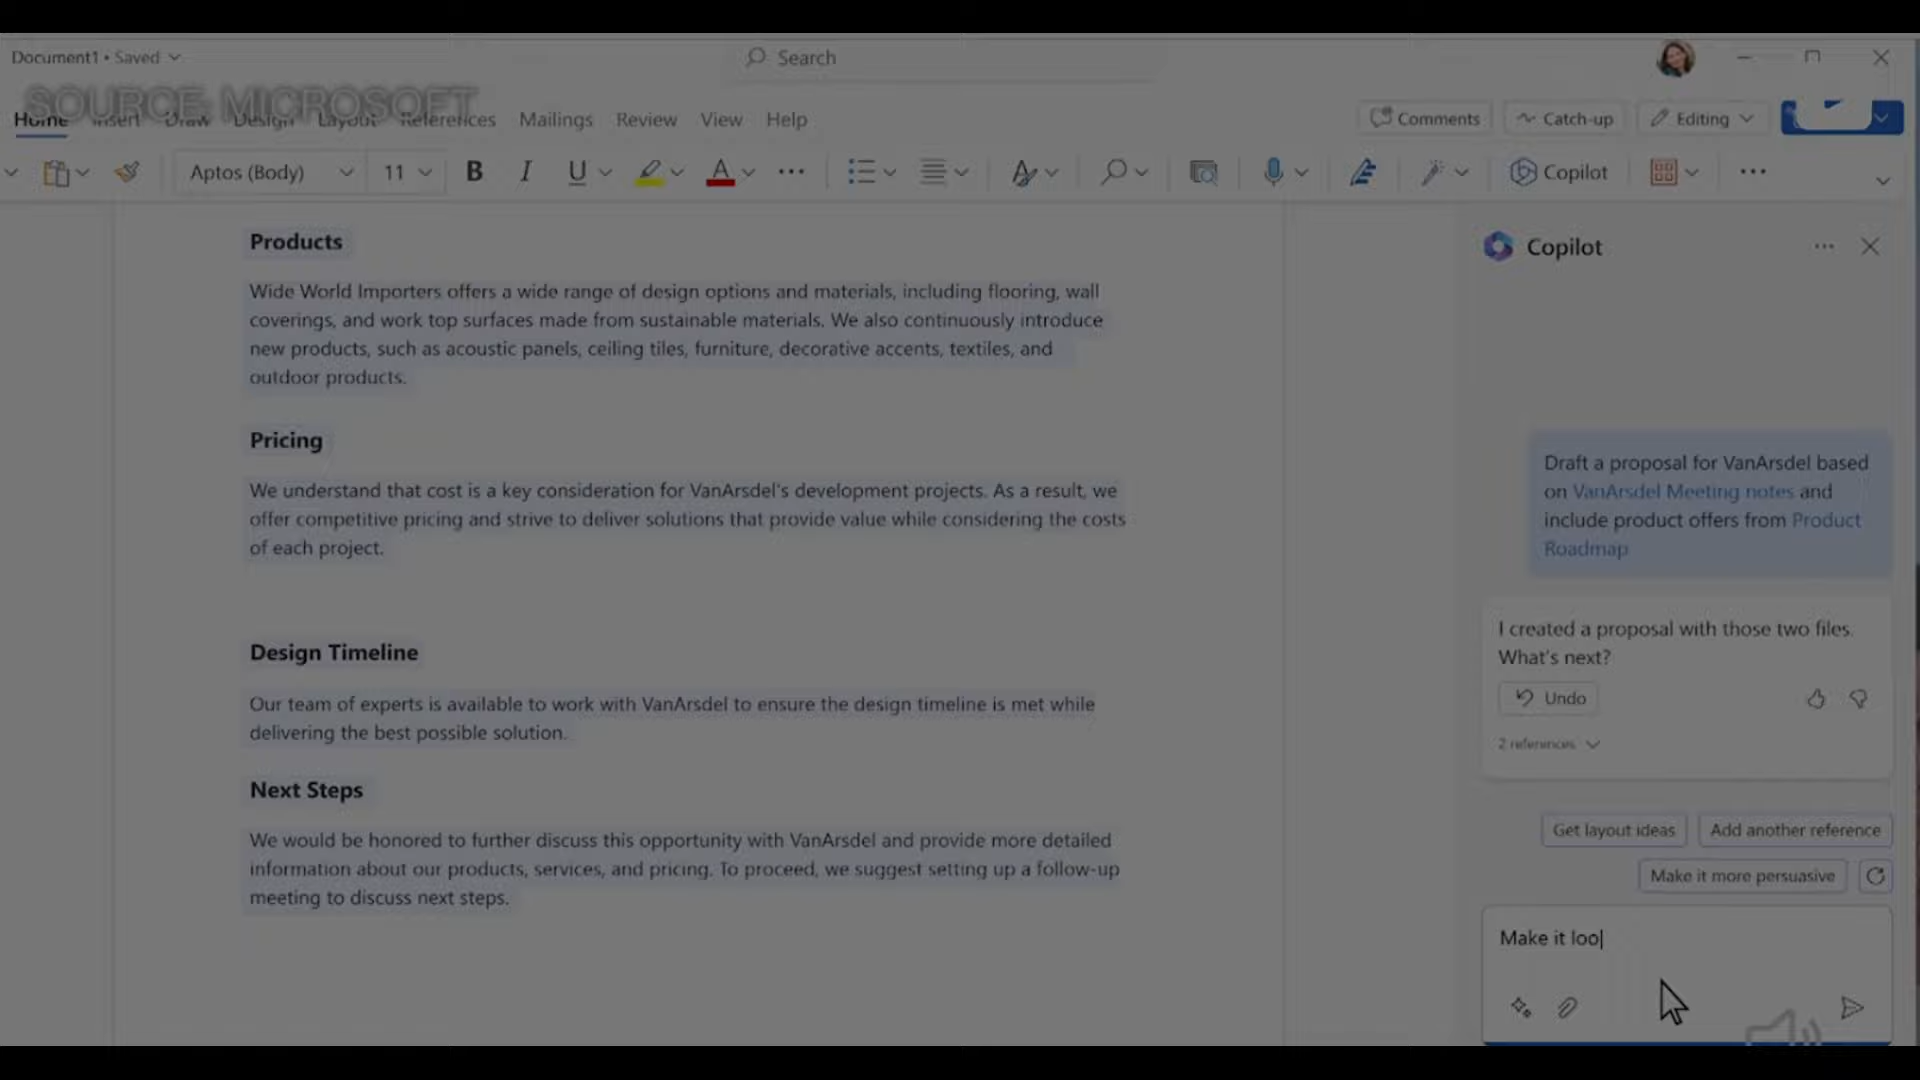 Document1 • Saved
Search
SOURCE: MICROSOFT
Home Insert Draw Design Layout References Mailings Review View Help
Comments Catch-up Editing
Aptos (Body) 11 B I U A Copilot
Products
Wide World Importers offers a wide range of design options and materials, including flooring, wall
coverings, and work top surfaces made from sustainable materials. We also continuously introduce
new products, such as acoustic panels, ceiling tiles, furniture, decorative accents, textiles, and
outdoor products.
Pricing
We understand that cost is a key consideration for VanArsdel's development projects. As a result, we
offer competitive pricing and strive to deliver solutions that provide value while considering the costs
of each project.
Design Timeline
Our team of experts is available to work with VanArsdel to ensure the design timeline is met while
delivering the best possible solution.
Next Steps
We would be honored to further discuss this opportunity with VanArsdel and provide more detailed
information about our products, services, and pricing. To proceed, we suggest setting up a follow-up
meeting to discuss next steps.
Copilot
Draft a proposal for VanArsdel based
on VanArsdel Meeting notes and
include product offers from Product
Roadmap
I created a proposal with those two files.
What's next?
Undo
2 references
Get layout ideas Add another reference
Make it more persuasive
Make it loo